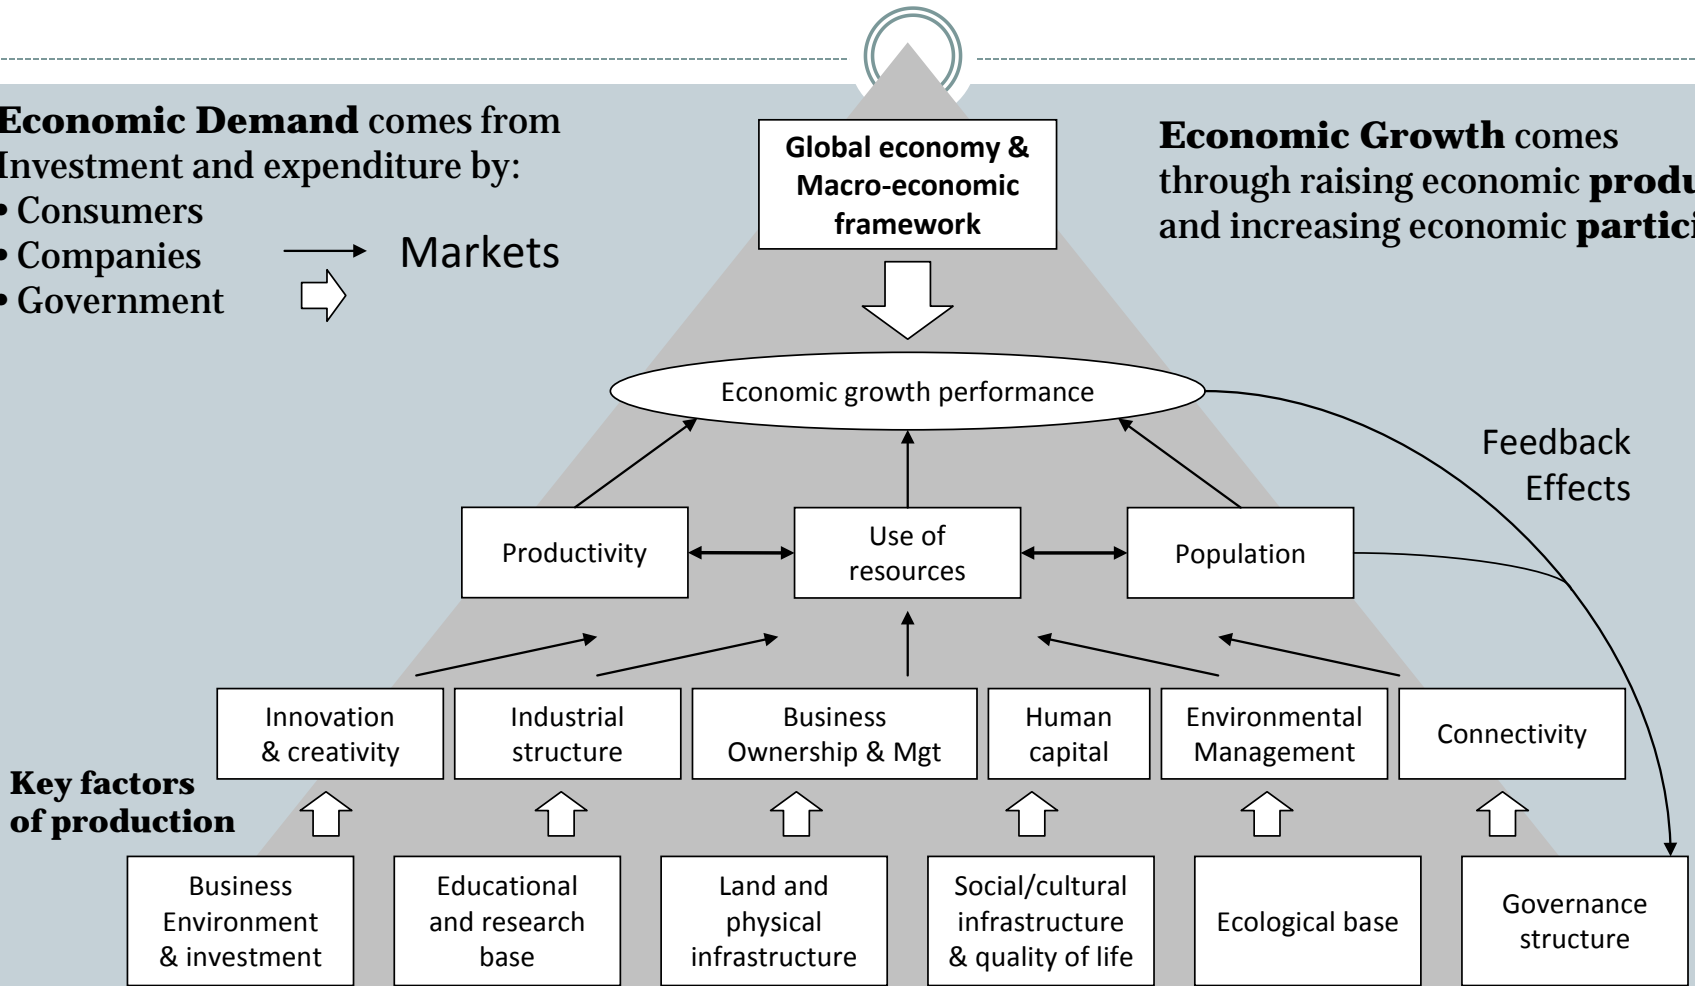 Economic Demand comes from
Investment and expenditure by:
• Consumers
• Companies
• Government
Markets
Global economy &
Macro-economic
framework
Economic Growth comes
through raising economic produ
and increasing economic partici
Economic growth performance
Feedback
Effects
Productivity
Use of
resources
Population
Innovation
& creativity
Industrial
structure
Business
Ownership & Mgt
Human
capital
Environmental
Management
Connectivity
Key factors
of production
Business
Environment
& investment
Educational
and research
base
Land and
physical
infrastructure
Social/cultural
infrastructure
& quality of life
Ecological base
Governance
structure